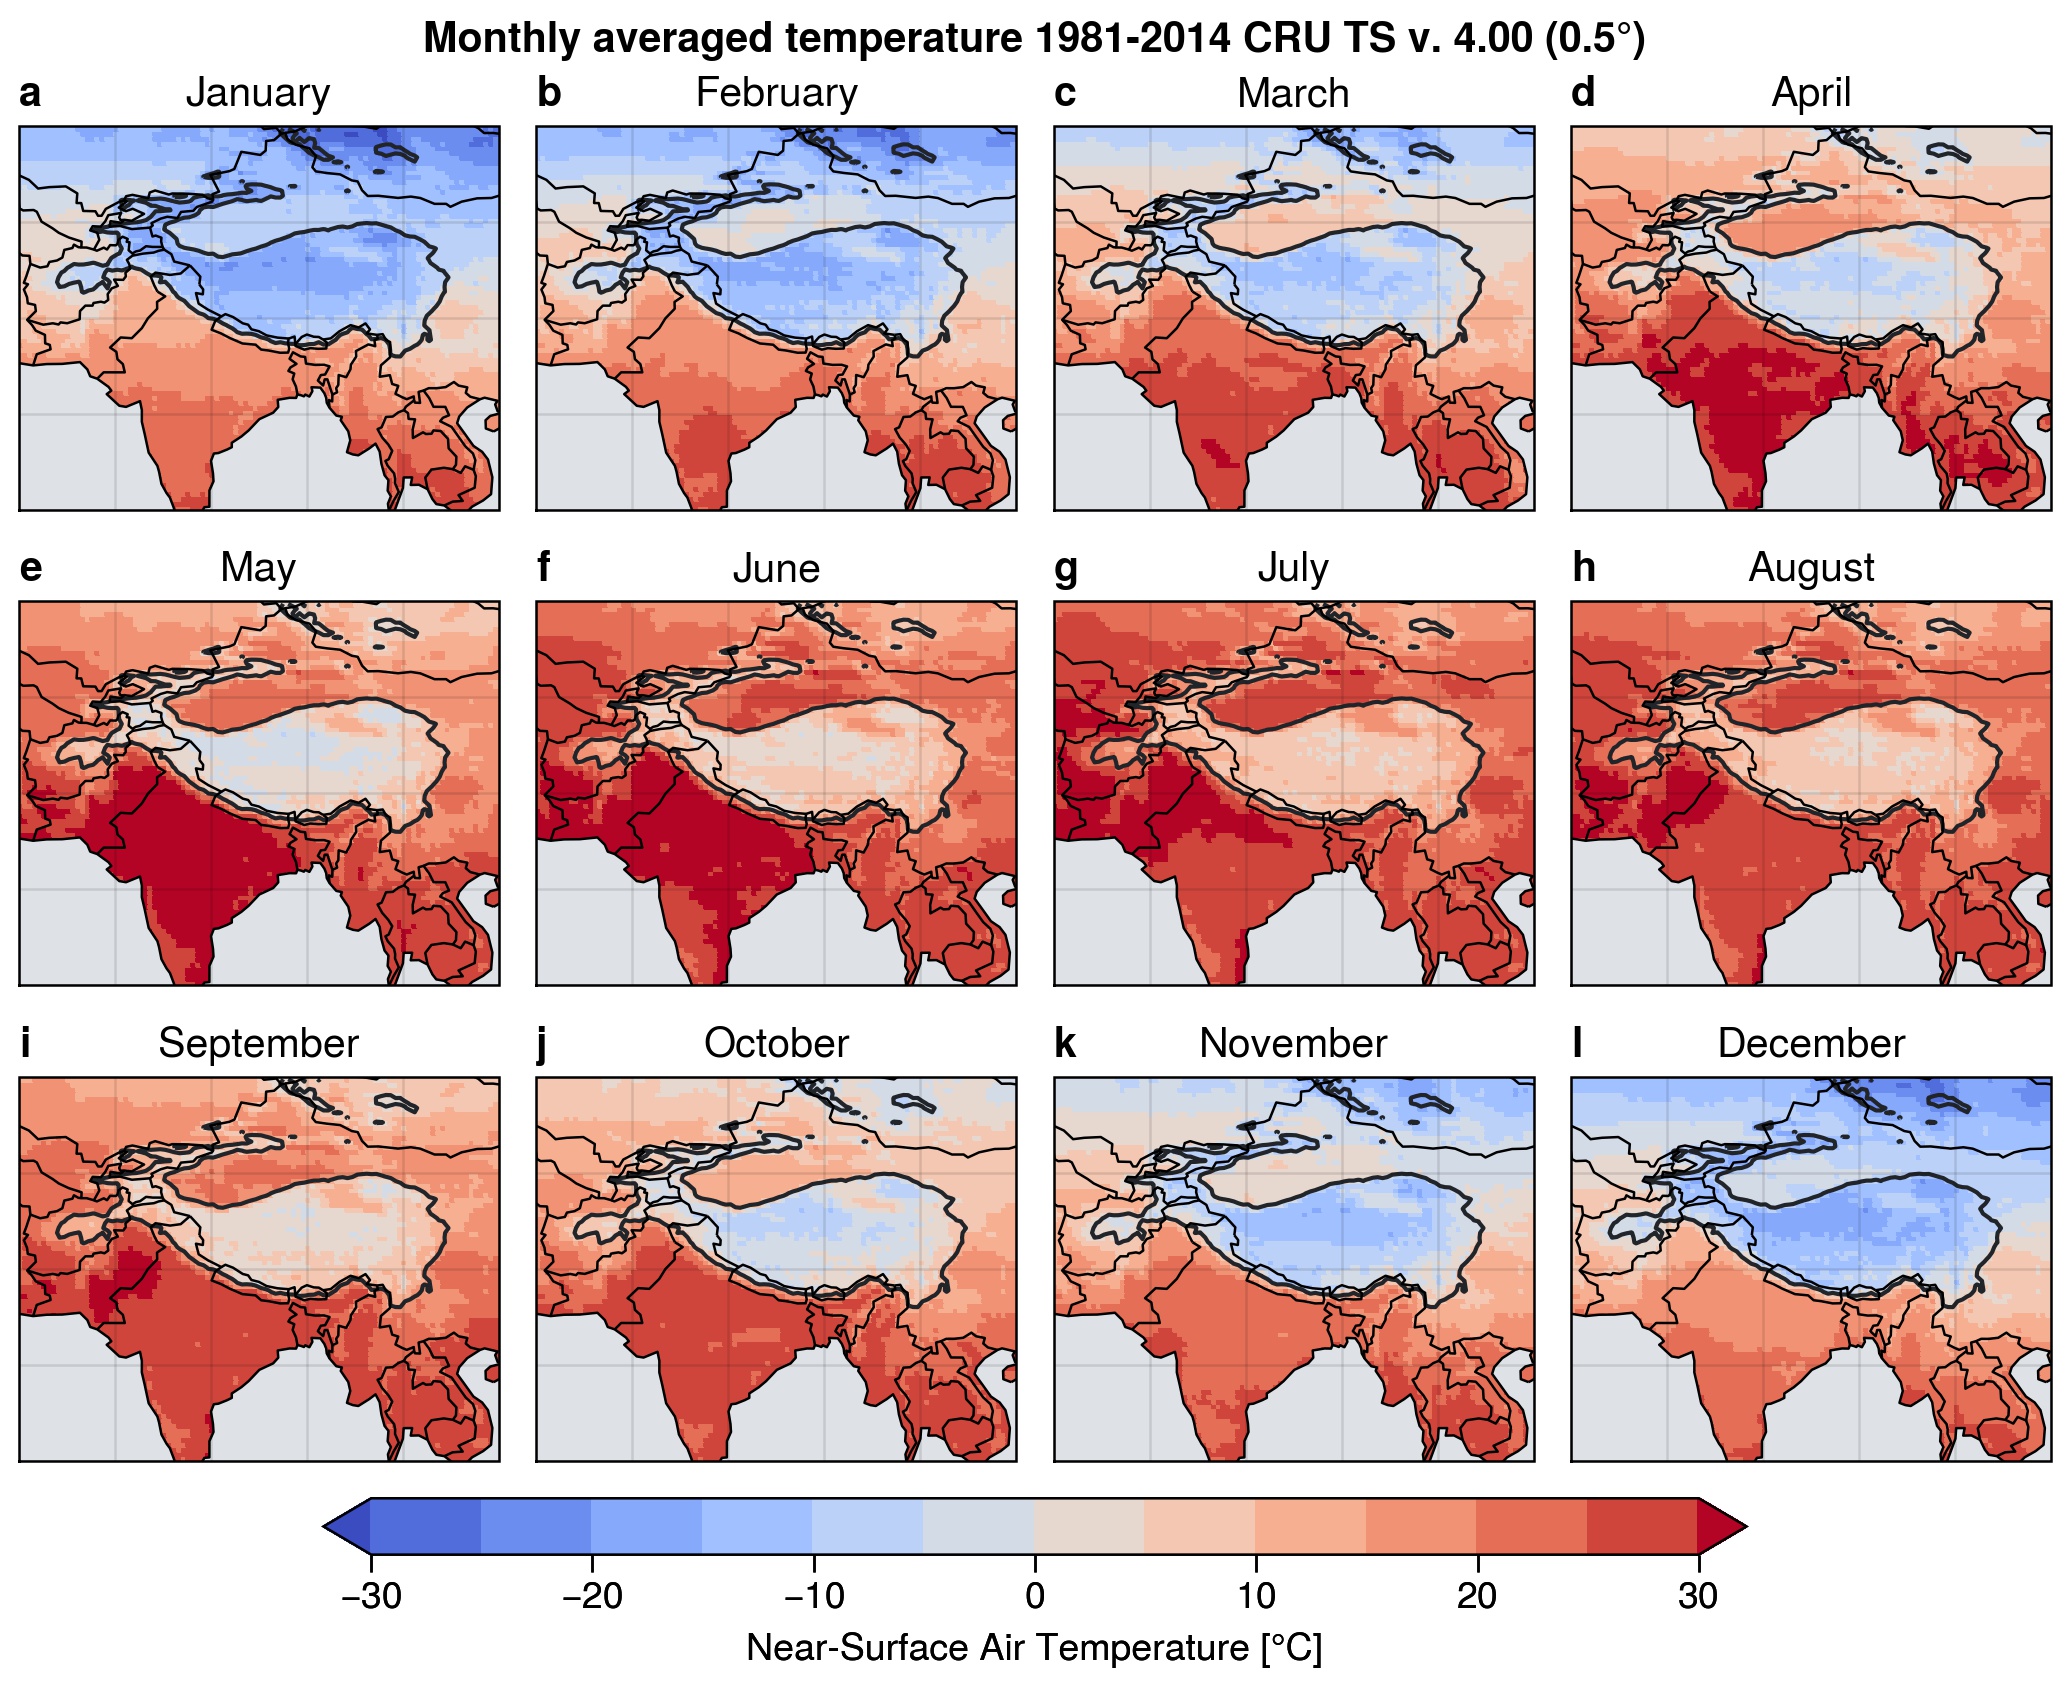 Monthly averaged temperature 1981-2014 CRU TS v. 4.00 (0.5°)
a January
b February
c March
d April
e May
f June
g July
h August
i September
j October
k November
l December
−30 −20 −10 0 10 20 30
Near-Surface Air Temperature [°C]